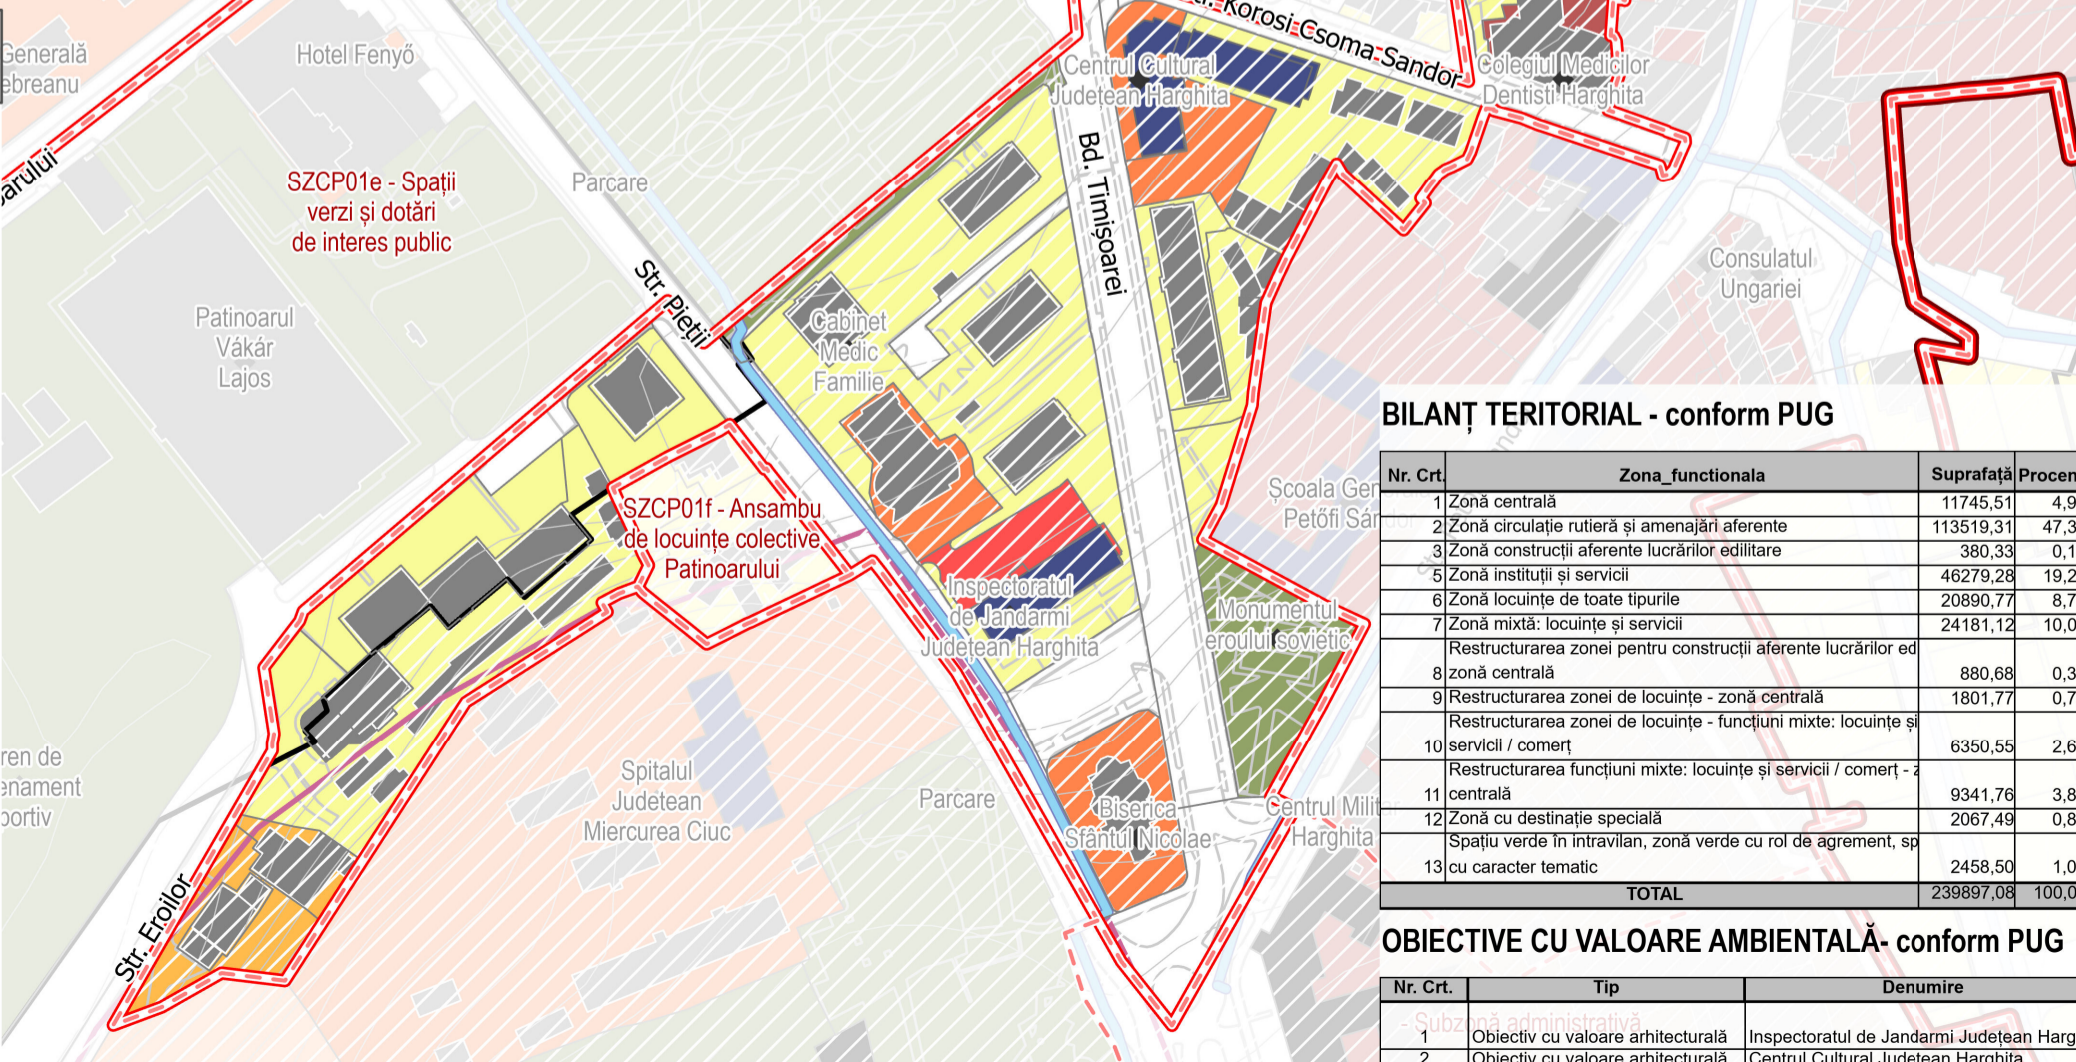 Generală
ebreanu
Hotel Fenyő
Korosi Csoma Sandor
Centrul Cultural
Județean Harghita
Colegiul Medicilor
Dentisti Harghita
SZCP01e - Spații
verzi și dotări
de interes public
Parcare
Bd. Timișoarei
Str. Pieții
Consulatul
Ungariei
Patinoarul
Vákár
Lajos
Cabinet
Medic
Familie
SZCP01f - Ansambu
de locuințe colective
Patinoarului
Școala Gen
Petőfi Sándor
Inspectoratul
de Jandarmi
Județean Harghita
Monumentul
eroului sovietic
Spitalul
Judetean
Miercurea Ciuc
Parcare
Biserica
Sfântul Nicolae
Centrul Milit
Harghita
ren de
enament
portiv
Str. Eroilor
BILANȚ TERITORIAL - conform PUG
Nr. Crt. Zona_functionala Suprafață Procen
1 Zonă centrală 11745,51 4,9
2 Zonă circulație rutieră și amenajări aferente 113519,31 47,3
3 Zonă construcții aferente lucrărilor edilitare 380,33 0,1
5 Zonă instituții și servicii 46279,28 19,2
6 Zonă locuințe de toate tipurile 20890,77 8,7
7 Zonă mixtă: locuințe și servicii 24181,12 10,0
Restructurarea zonei pentru construcții aferente lucrărilor ed
8 zonă centrală 880,68 0,3
9 Restructurarea zonei de locuințe - zonă centrală 1801,77 0,7
Restructurarea zonei de locuințe - funcțiuni mixte: locuințe și
10 servicii / comerț 6350,55 2,6
Restructurarea funcțiuni mixte: locuințe și servicii / comerț - z
11 centrală 9341,76 3,8
12 Zonă cu destinație specială 2067,49 0,8
Spațiu verde în intravilan, zonă verde cu rol de agrement, sp
13 cu caracter tematic 2458,50 1,0
TOTAL 239897,08 100,0
OBIECTIVE CU VALOARE AMBIENTALĂ- conform PUG
Nr. Crt. Tip Denumire
- Subzonă administrativă
1 Obiectiv cu valoare arhitecturală Inspectoratul de Jandarmi Județean Harg
2 Obiectiv cu valoare arhitecturală Centrul Cultural Județean Harghita